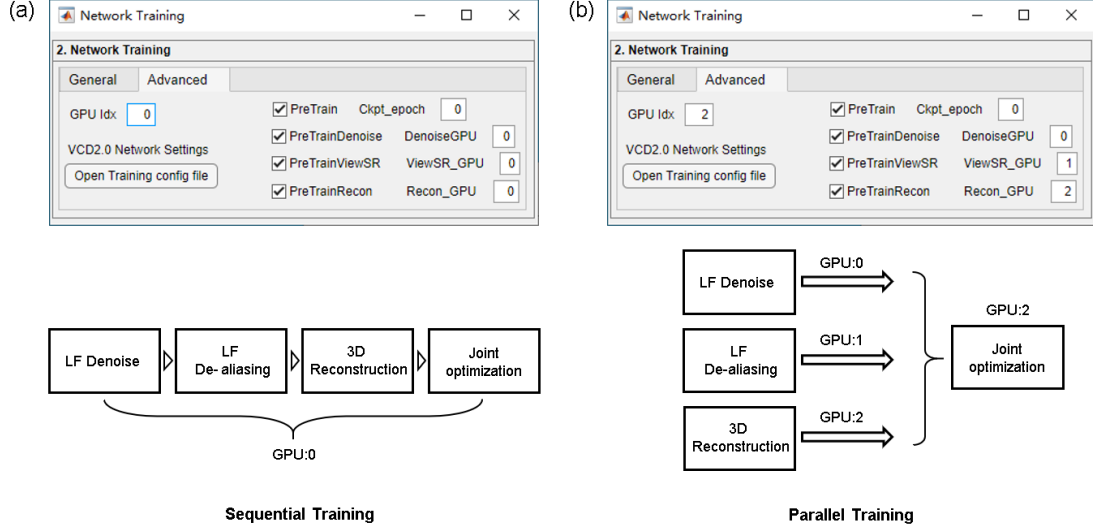 (a)
Network Training
2. Network Training
General Advanced
GPU Idx 0
PreTrain Ckpt_epoch 0
PreTrainDenoise DenoiseGPU 0
VCD2.0 Network Settings
PreTrainViewSR ViewSR_GPU 0
Open Training config file
PreTrainRecon Recon_GPU 0
LF Denoise
LF
De- aliasing
3D
Reconstruction
Joint
optimization
GPU:0
Sequential Training
(b)
Network Training
2. Network Training
General Advanced
GPU Idx 2
PreTrain Ckpt_epoch 0
PreTrainDenoise DenoiseGPU 0
VCD2.0 Network Settings
PreTrainViewSR ViewSR_GPU 1
Open Training config file
PreTrainRecon Recon_GPU 2
LF Denoise
GPU:0
LF
De-aliasing
GPU:1
3D
Reconstruction
GPU:2
GPU:2
Joint
optimization
Parallel Training